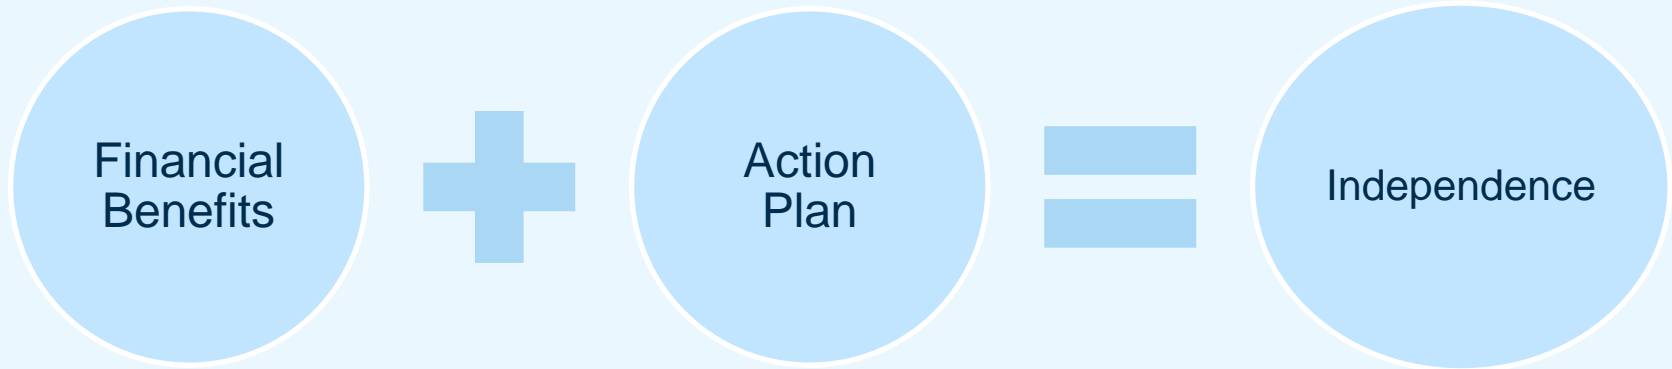 Financial
Benefits
Action
Plan
Independence